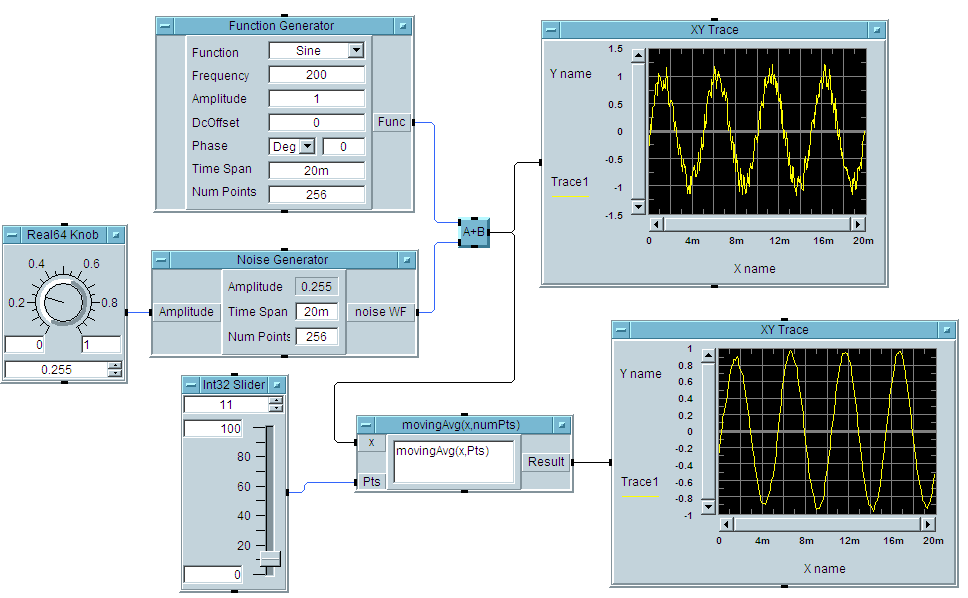 Function Generator
Function Sine
Frequency 200
Amplitude 1
DcOffset 0
Phase Deg 0
Time Span 20m
Num Points 256
Func
XY Trace
Y name
Trace1
1.5
1
0.5
0
-0.5
-1
-1.5
0 4m 8m 12m 16m 20m
X name
A+B
Real64 Knob
0.4 0.6
0.2 0.8
0 1
0.255
Noise Generator
Amplitude
Amplitude 0.255
Time Span 20m
Num Points 256
noise WF
Int32 Slider
11
100
80
60
40
20
0
movingAvg(x,numPts)
x
Pts
movingAvg(x,Pts)
Result
XY Trace
Y name
Trace1
1
0.8
0.6
0.4
0.2
0
-0.2
-0.4
-0.6
-0.8
-1
0 4m 8m 12m 16m 20m
X name